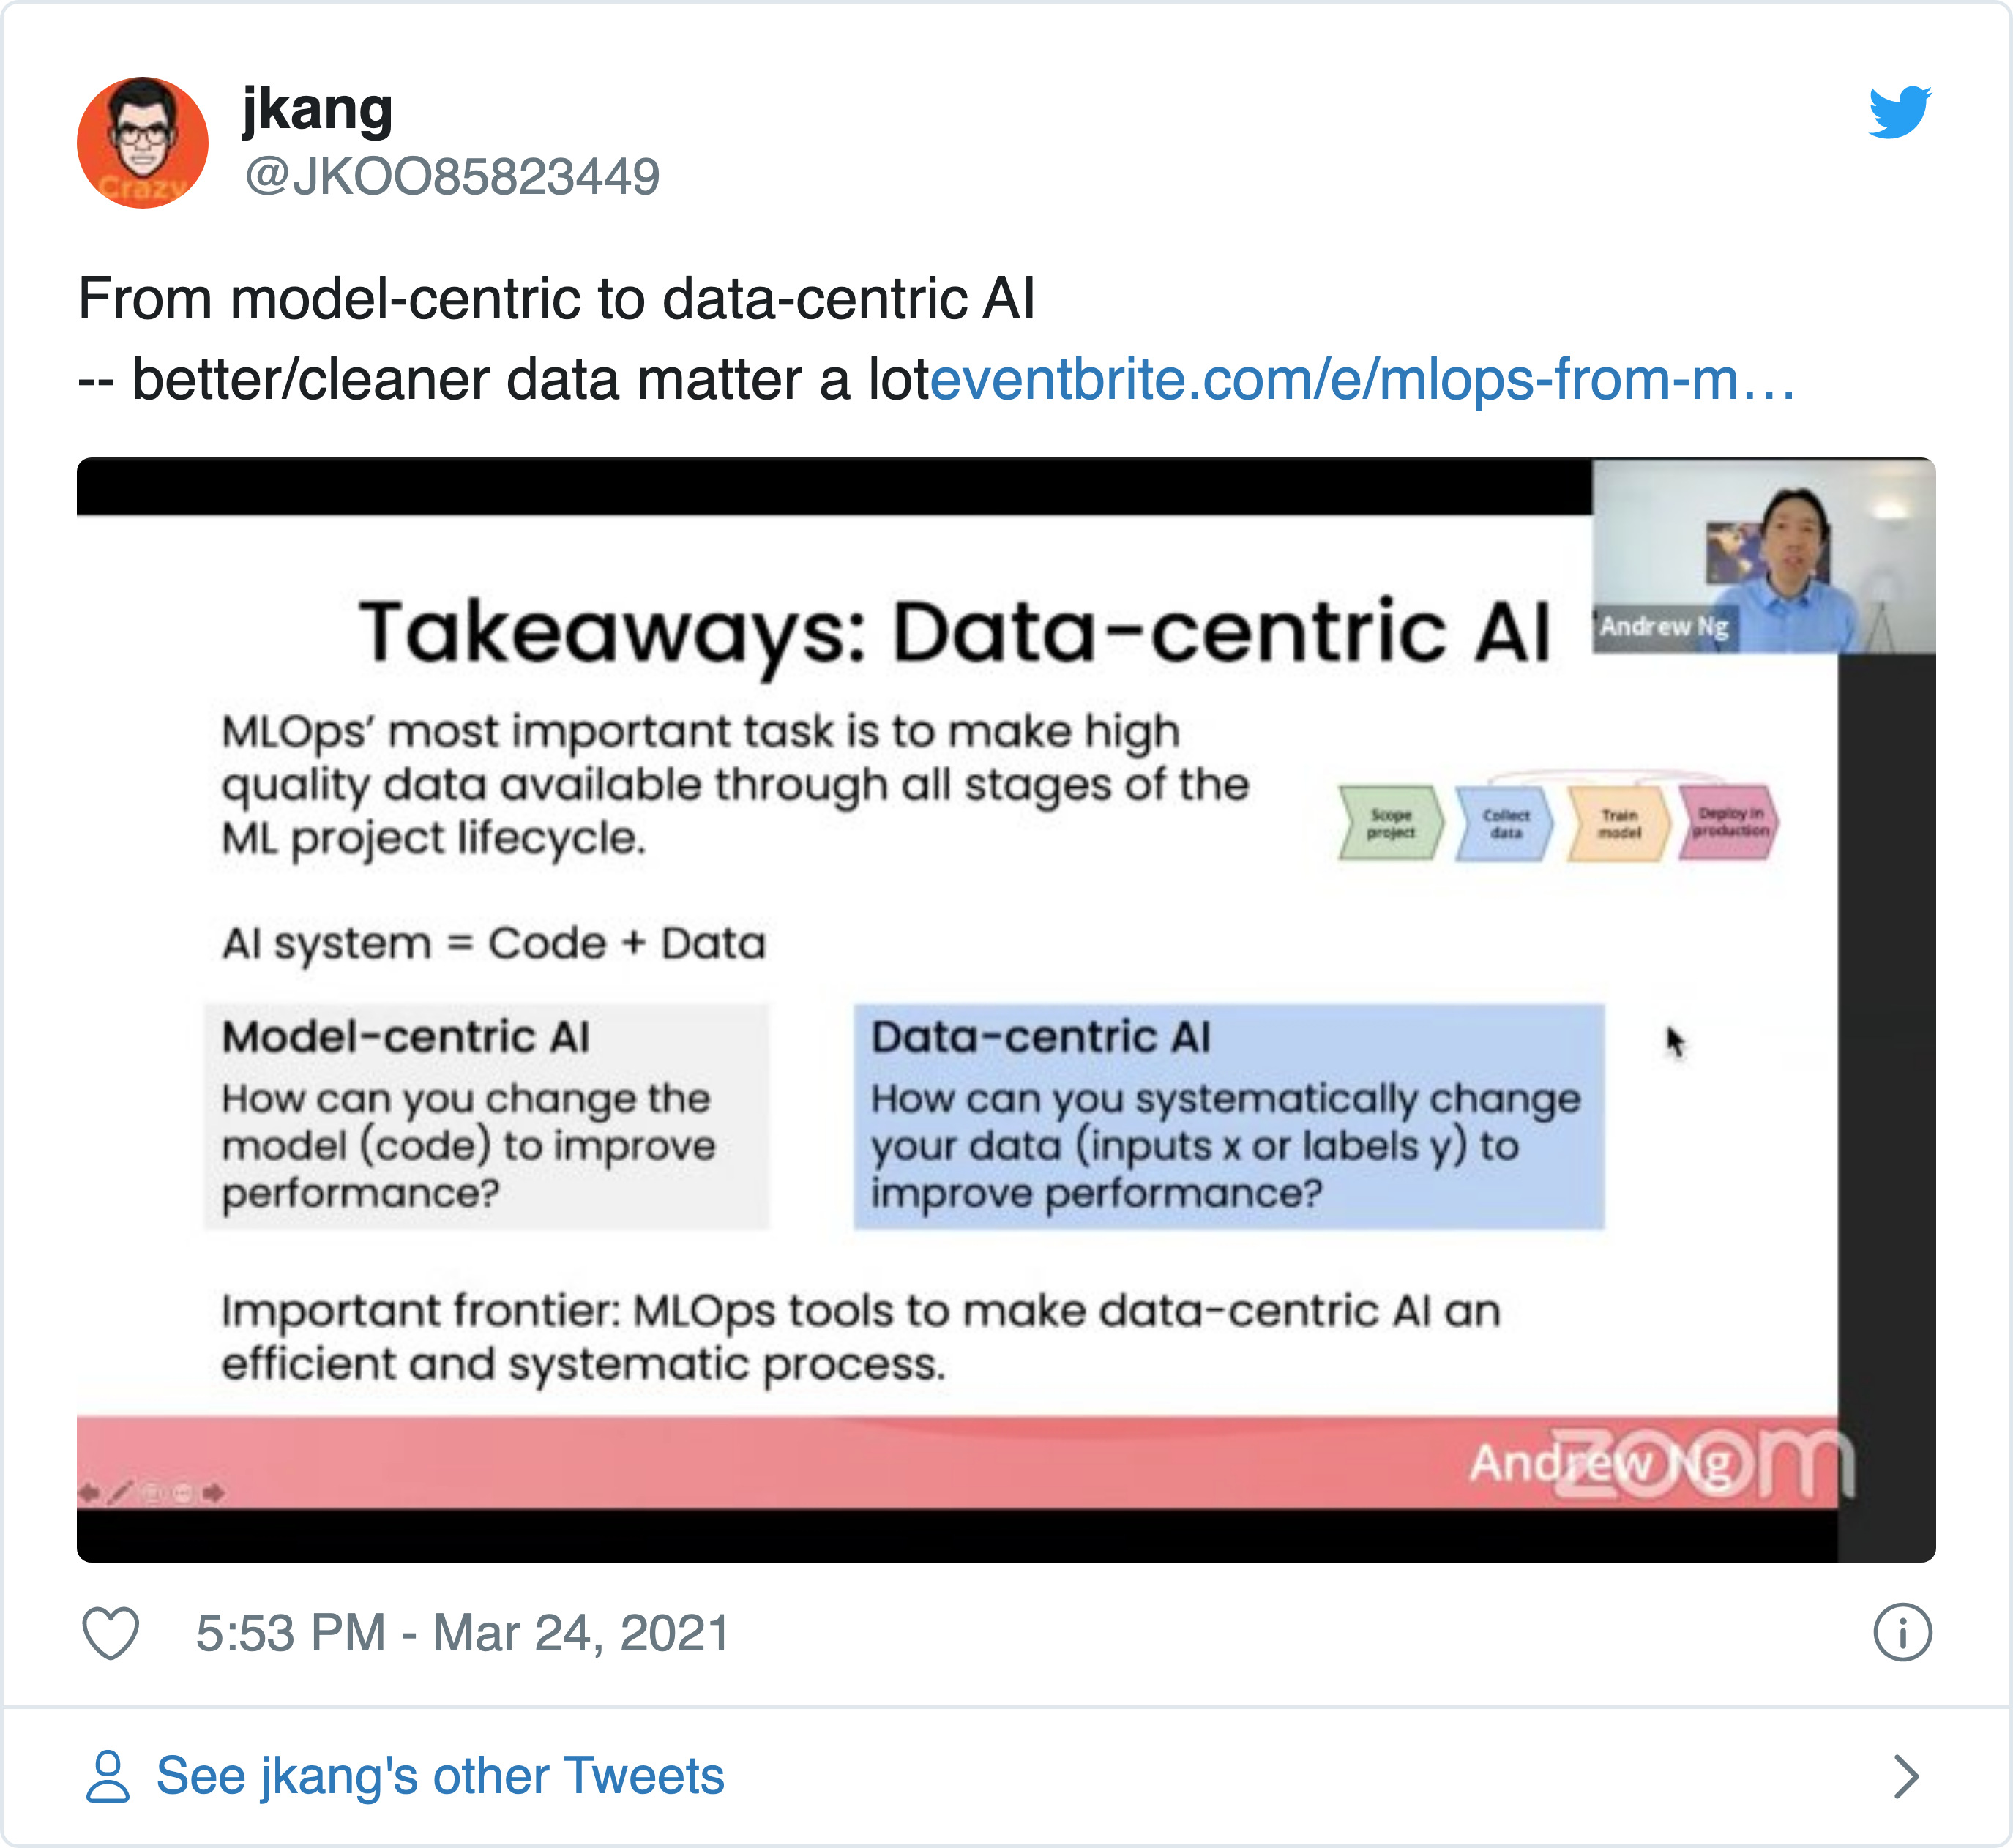 jkang
@JKOO85823449
Crazy
From model-centric to data-centric AI
-- better/cleaner data matter a loteventbrite.com/e/mlops-from-m…
Andrew Ng
Takeaways: Data-centric AI
MLOps’ most important task is to make high
quality data available through all stages of the
ML project lifecycle.
Scope
project
Collect
data
Train
model
Deploy in
production
AI system = Code + Data
Model-centric AI
How can you change the
model (code) to improve
performance?
Data-centric AI
How can you systematically change
your data (inputs x or labels y) to
improve performance?
Important frontier: MLOps tools to make data-centric AI an
efficient and systematic process.
Andrew Ng
zoom
5:53 PM - Mar 24, 2021
See jkang's other Tweets